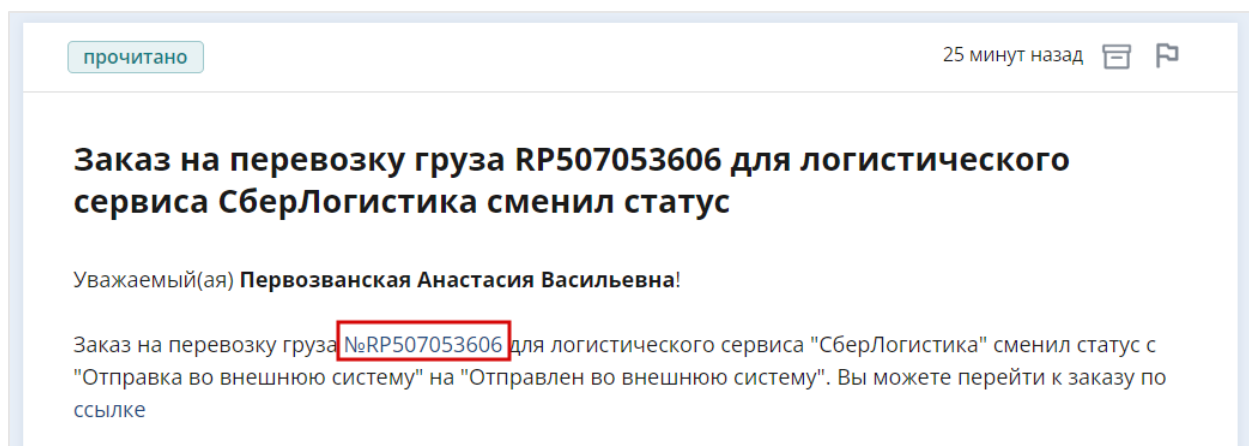 прочитано
25 минут назад
Заказ на перевозку груза RP507053606 для логистического
сервиса СберЛогистика сменил статус
Уважаемый(ая) Первозванская Анастасия Васильевна!
Заказ на перевозку груза №RP507053606 для логистического сервиса "СберЛогистика" сменил статус с
"Отправка во внешнюю систему" на "Отправлен во внешнюю систему". Вы можете перейти к заказу по
ссылке